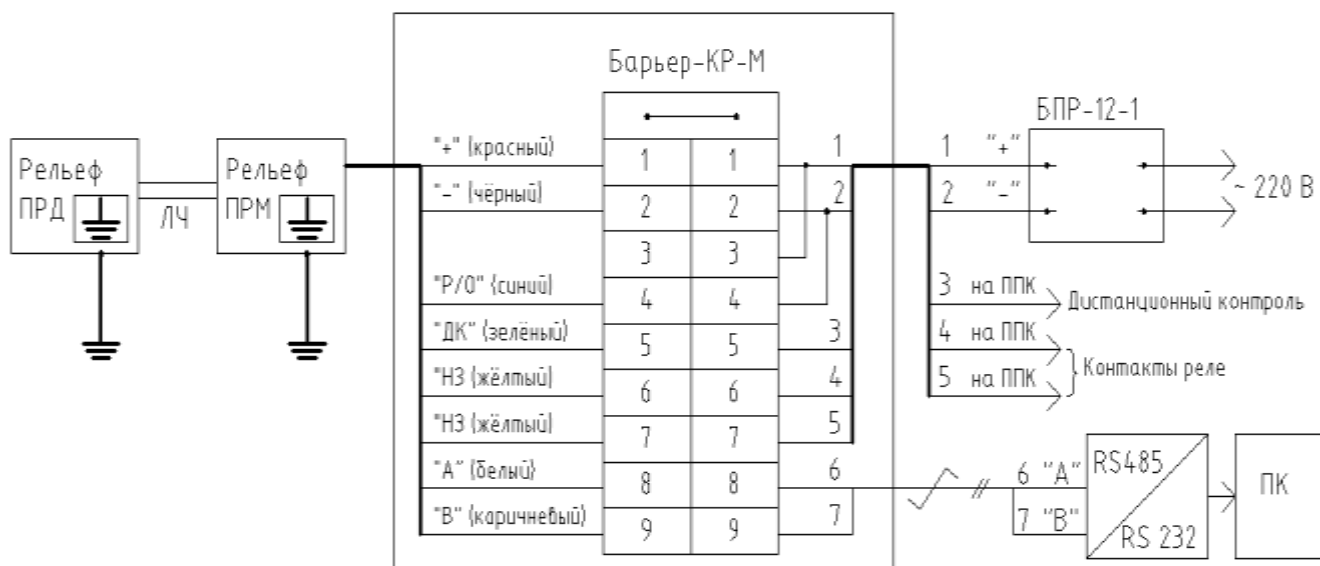 Барьер-КР-М
БПР-12-1
Рельеф
ПРД
ЛЧ
Рельеф
ПРМ
"+" (красный)
"-" (чёрный)
"Р/О" (синий)
"ДК" (зелёный)
"НЗ (жёлтый)
"НЗ (жёлтый)
"А" (белый)
"В" (каричневый)
1 1
2 2
3 3
4 4
5 5
6 6
7 7
8 8
9 9
1
2
3
4
5
6
7
1 "+"
2 "-"
~ 220 В
3 на ППК
Дистанционный контроль
4 на ППК
5 на ППК
Контакты реле
6 "А"
7 "В"
RS485
RS 232
ПК